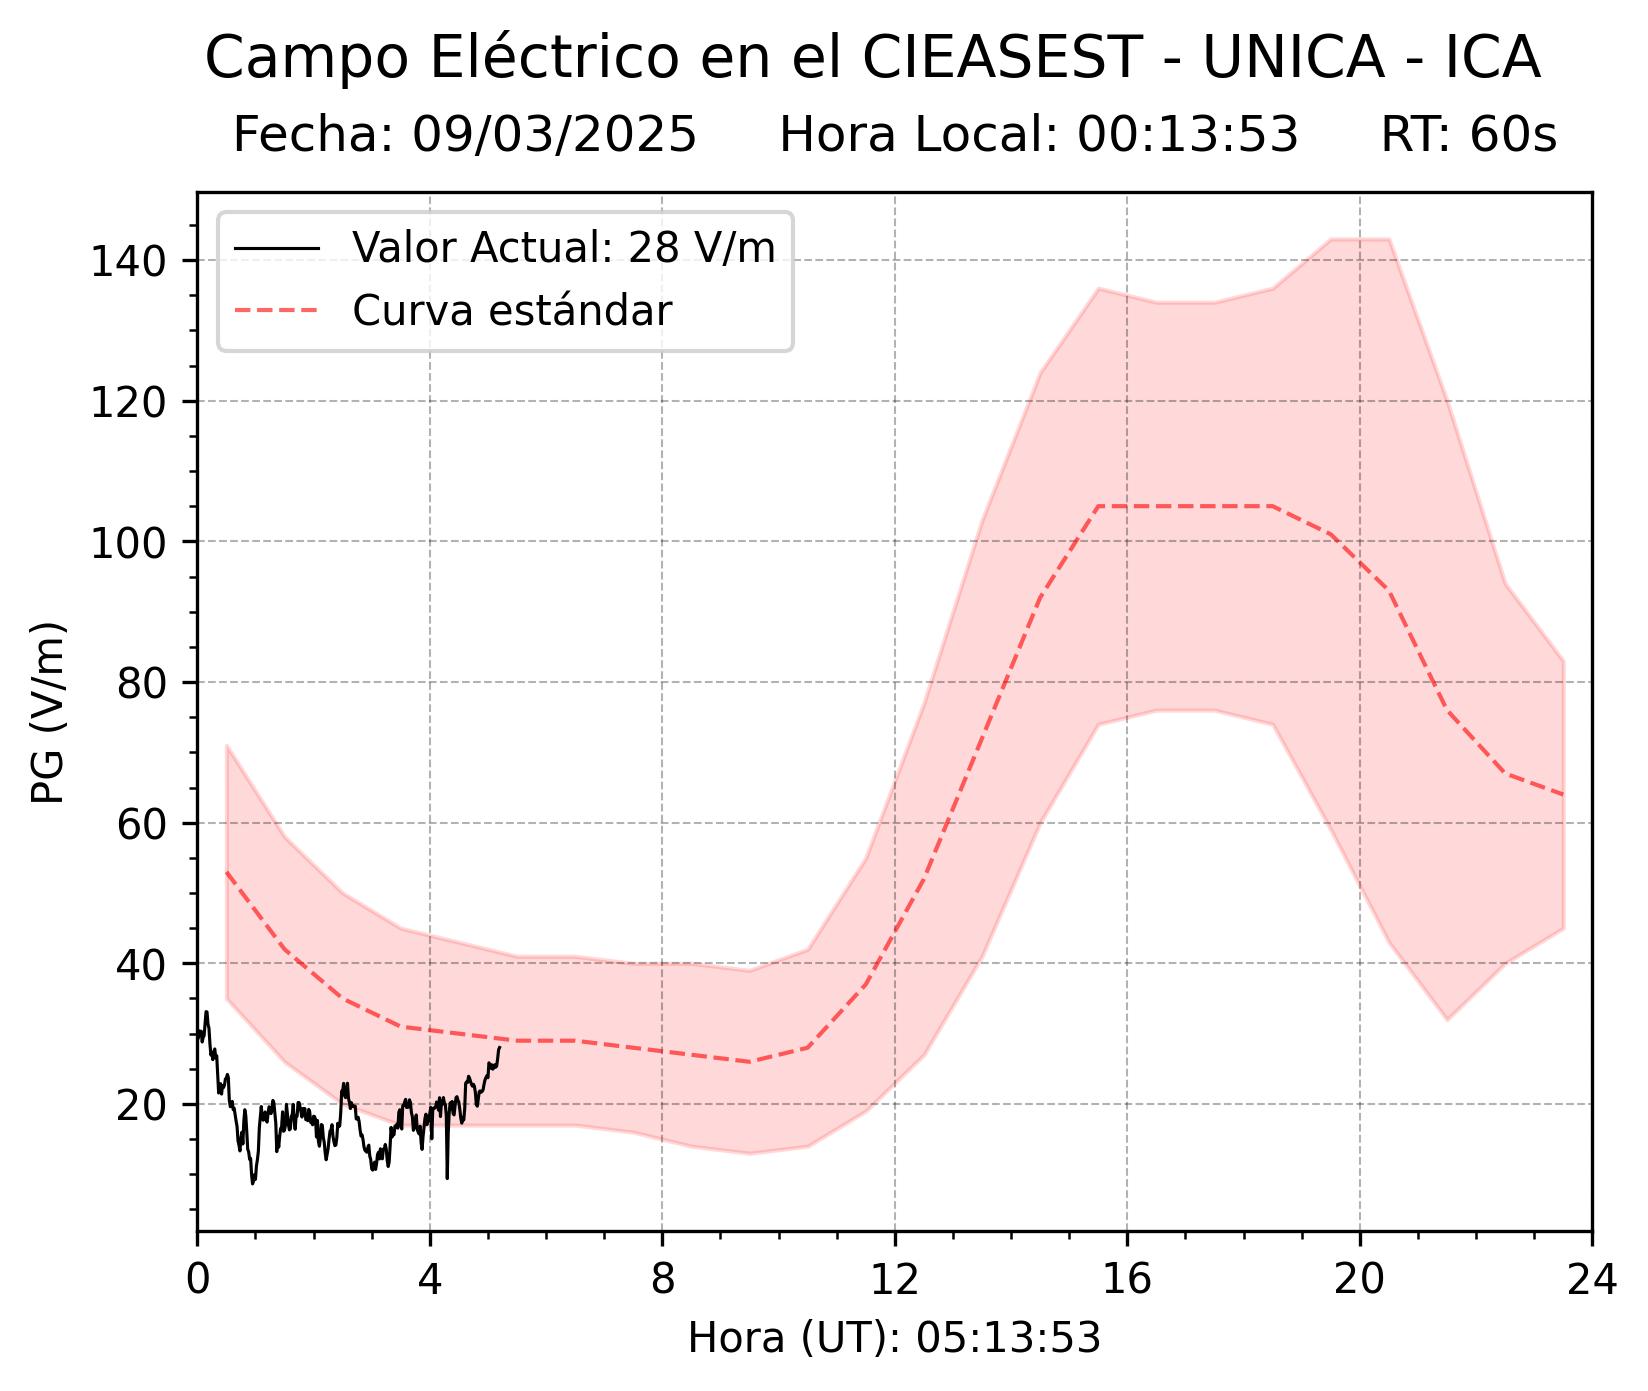 Campo Eléctrico en el CIEASEST - UNICA - ICA
Fecha: 09/03/2025 Hora Local: 00:13:53 RT: 60s
Valor Actual: 28 V/m
Curva estándar
140
120
100
80
60
40
20
PG (V/m)
0 4 8 12 16 20 24
Hora (UT): 05:13:53